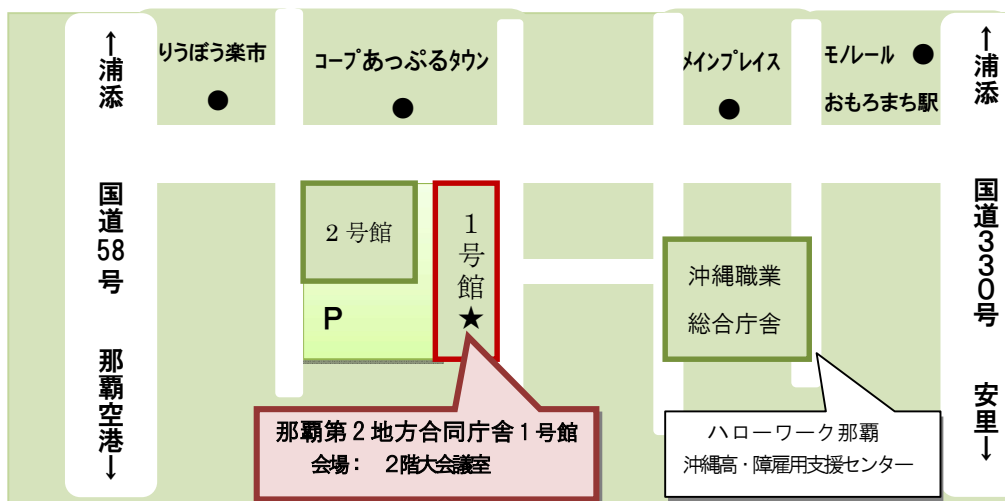 ↑浦添
りうぼう楽市
●
コープあっぷるタウン
●
メインプレイス
●
モノレール ●
おもろまち駅
↑浦添
国道58号
2号館
1号館★
P
沖縄職業
総合庁舎
国道330号
那覇空港↓
那覇第2地方合同庁舎1号館
会場： 2階大会議室
ハローワーク那覇
沖縄高・障雇用支援センター
安里↓